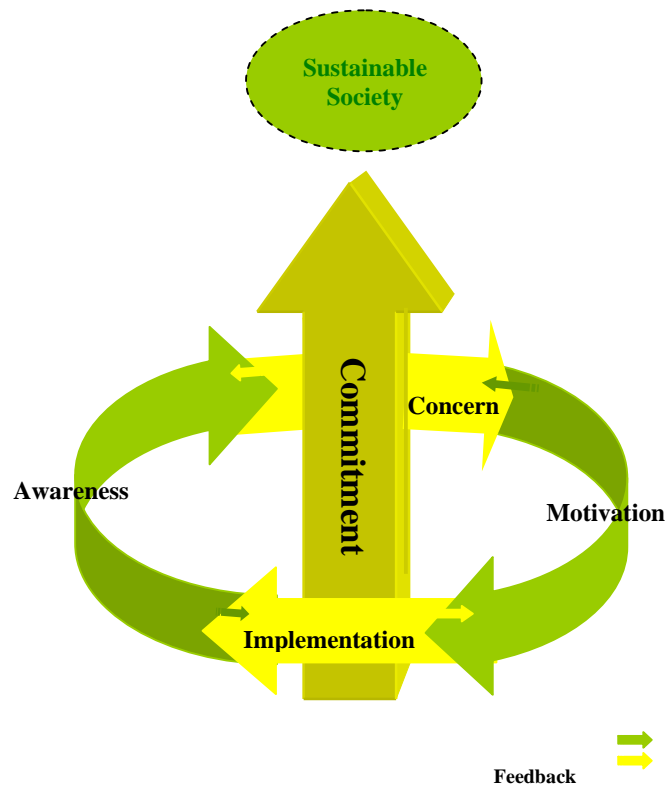 Sustainable
Society
Commitment
Concern
Awareness
Motivation
Implementation
Feedback